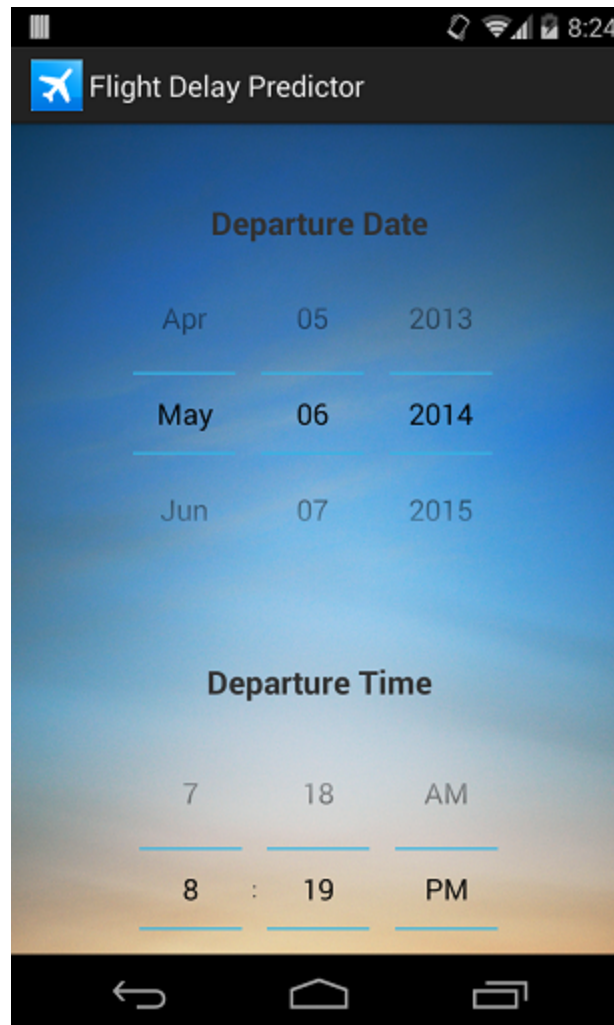 8:24
Flight Delay Predictor
Departure Date
Apr 05 2013
May 06 2014
Jun 07 2015
Departure Time
7 18 AM
8 : 19 PM